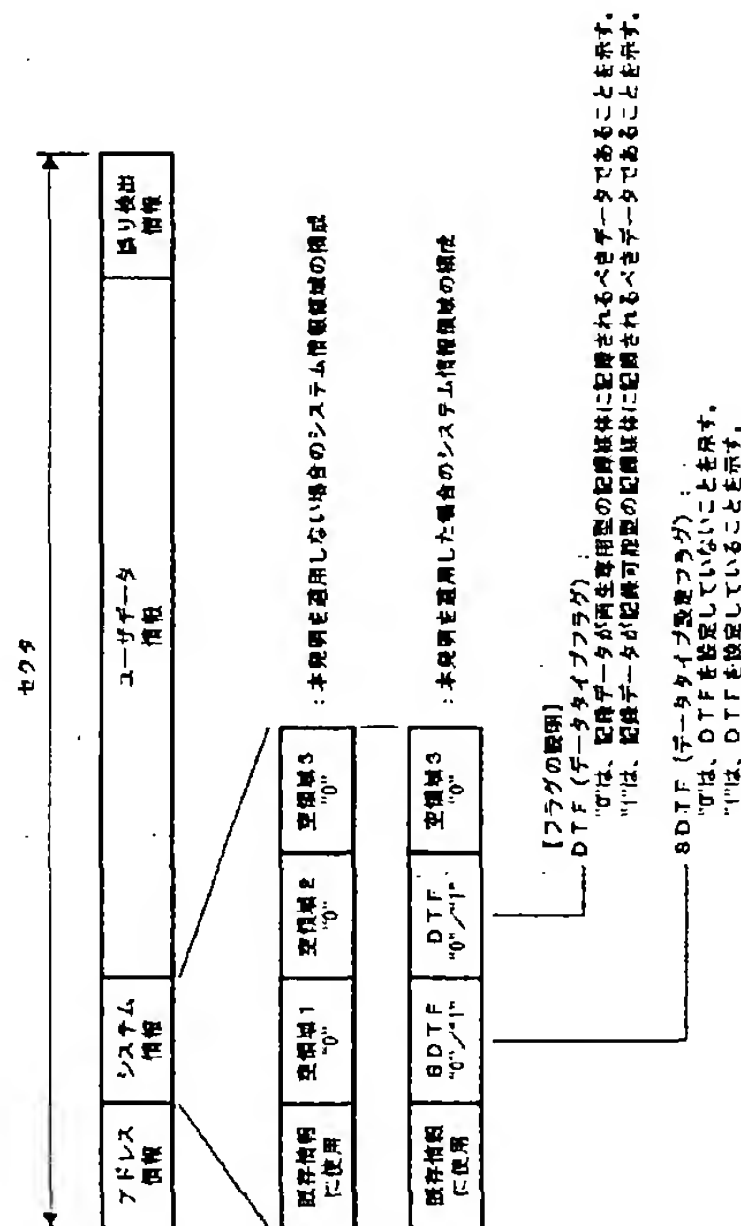 セクタ
アドレス
情報
システム
情報
ユーザデータ
情報
誤り検出
情報
既存情報
に使用
空領域1
"0"
空領域2
"0"
空領域3
"0"
:本発明を適用しない場合のシステム情報領域の構成
既存情報
に使用
SDTF
"0"/"1"
DTF
"0"/"1"
空領域3
"0"
:本発明を適用した場合のシステム情報領域の構成
【フラグの説明】
DTF(データタイプフラグ):
"0"は、記録データが再生専用型の記録媒体に記録されるべきデータであることを示す。
"1"は、記録データが記録可能型の記録媒体に記録されるべきデータであることを示す。
SDTF(データタイプ設定フラグ):
"0"は、DTFを設定していないことを示す。
"1"は、DTFを設定していることを示す。